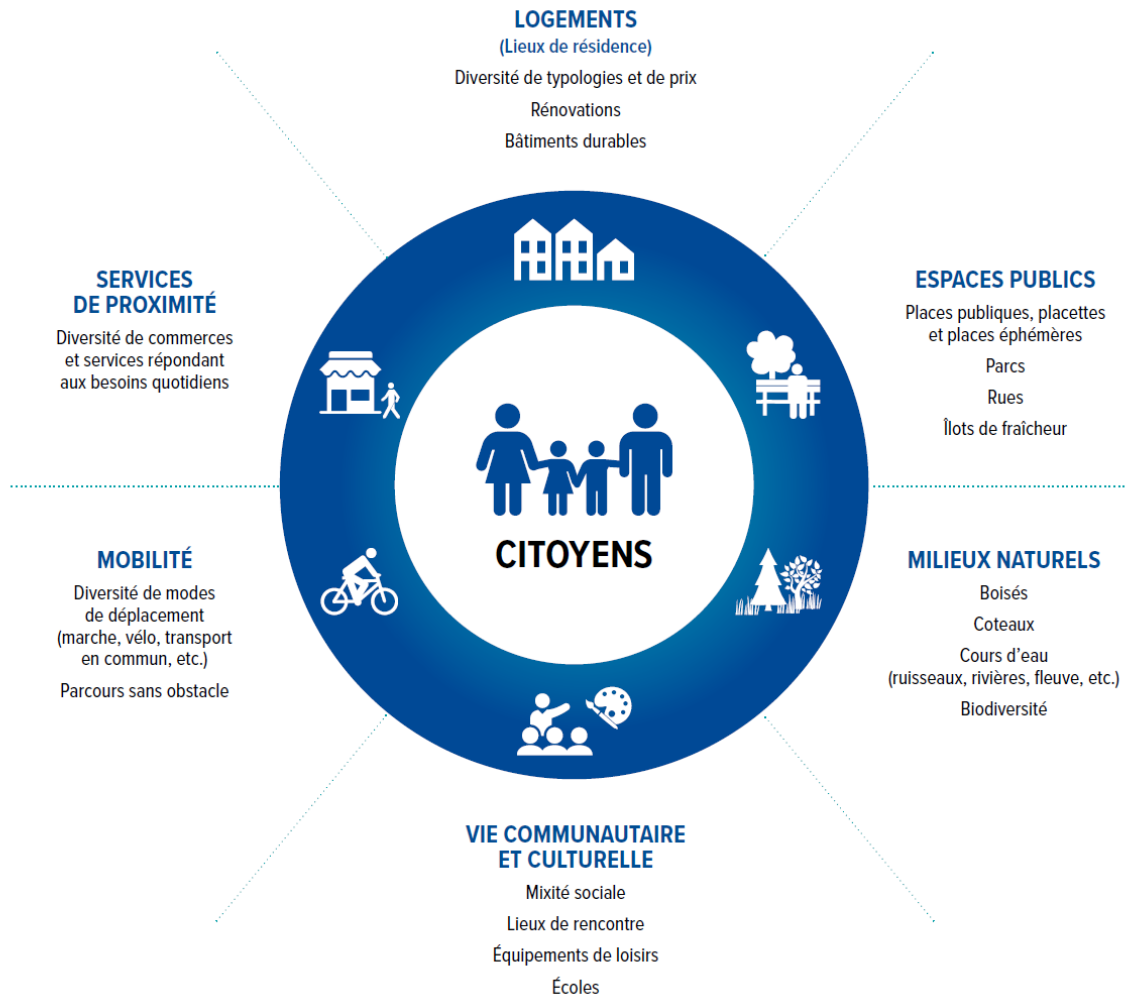 LOGEMENTS
(Lieux de résidence)
Diversité de typologies et de prix
Rénovations
Bâtiments durables
SERVICES
DE PROXIMITÉ
Diversité de commerces
et services répondant
aux besoins quotidiens
ESPACES PUBLICS
Places publiques, placettes
et places éphémères
Parcs
Rues
Îlots de fraîcheur
CITOYENS
MOBILITÉ
Diversité de modes
de déplacement
(marche, vélo, transport
en commun, etc.)
Parcours sans obstacle
MILIEUX NATURELS
Boisés
Coteaux
Cours d'eau
(ruisseaux, rivières, fleuve, etc.)
Biodiversité
VIE COMMUNAUTAIRE
ET CULTURELLE
Mixité sociale
Lieux de rencontre
Équipements de loisirs
Écoles